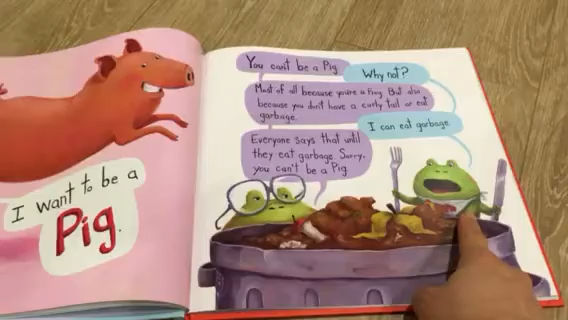 I want to be a
Pig.
You can't be a Pig.
Why not?
Most of all because you're a frog. But also
because you don't have a curly tail or eat
garbage.
I can eat garbage.
Everyone says that until
they eat garbage. Sorry,
you can't be a Pig.